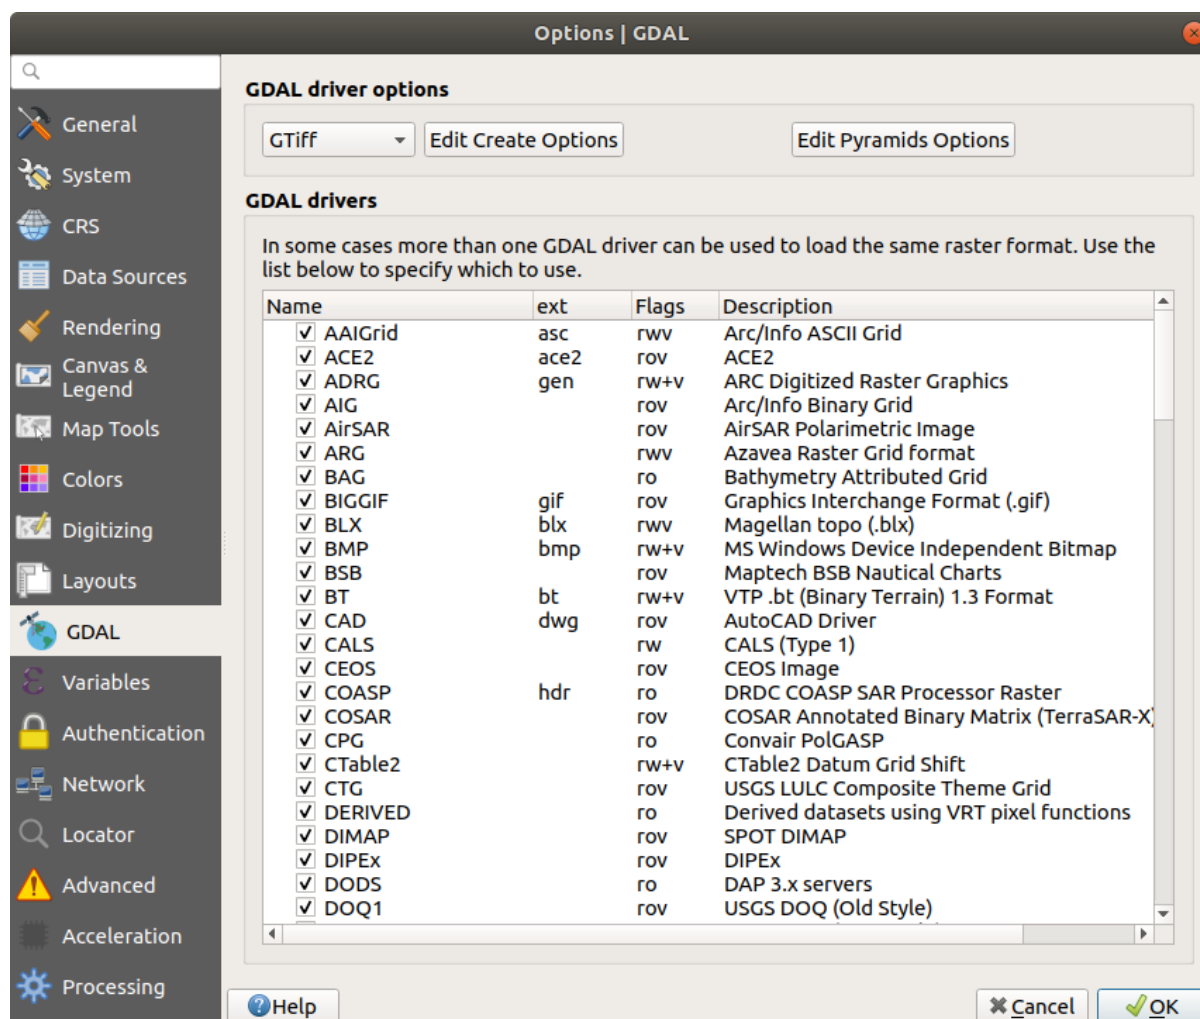 Options | GDAL
General
System
CRS
Data Sources
Rendering
Canvas &
Legend
Map Tools
Colors
Digitizing
Layouts
GDAL
Variables
Authentication
Network
Locator
Advanced
Acceleration
Processing
GDAL driver options
GTiff Edit Create Options Edit Pyramids Options
GDAL drivers
In some cases more than one GDAL driver can be used to load the same raster format. Use the
list below to specify which to use.
Name ext Flags Description
AAIGrid asc rwv Arc/Info ASCII Grid
ACE2 ace2 rov ACE2
ADRG gen rw+v ARC Digitized Raster Graphics
AIG rov Arc/Info Binary Grid
AirSAR rov AirSAR Polarimetric Image
ARG rwv Azavea Raster Grid format
BAG ro Bathymetry Attributed Grid
BIGGIF gif rov Graphics Interchange Format (.gif)
BLX blx rwv Magellan topo (.blx)
BMP bmp rw+v MS Windows Device Independent Bitmap
BSB rov Maptech BSB Nautical Charts
BT bt rw+v VTP .bt (Binary Terrain) 1.3 Format
CAD dwg rov AutoCAD Driver
CALS rw CALS (Type 1)
CEOS rov CEOS Image
COASP hdr ro DRDC COASP SAR Processor Raster
COSAR rov COSAR Annotated Binary Matrix (TerraSAR-X)
CPG ro Convair PolGASP
CTable2 rw+v CTable2 Datum Grid Shift
CTG rov USGS LULC Composite Theme Grid
DERIVED ro Derived datasets using VRT pixel functions
DIMAP rov SPOT DIMAP
DIPEx rov DIPEx
DODS ro DAP 3.x servers
DOQ1 rov USGS DOQ (Old Style)
Help Cancel OK